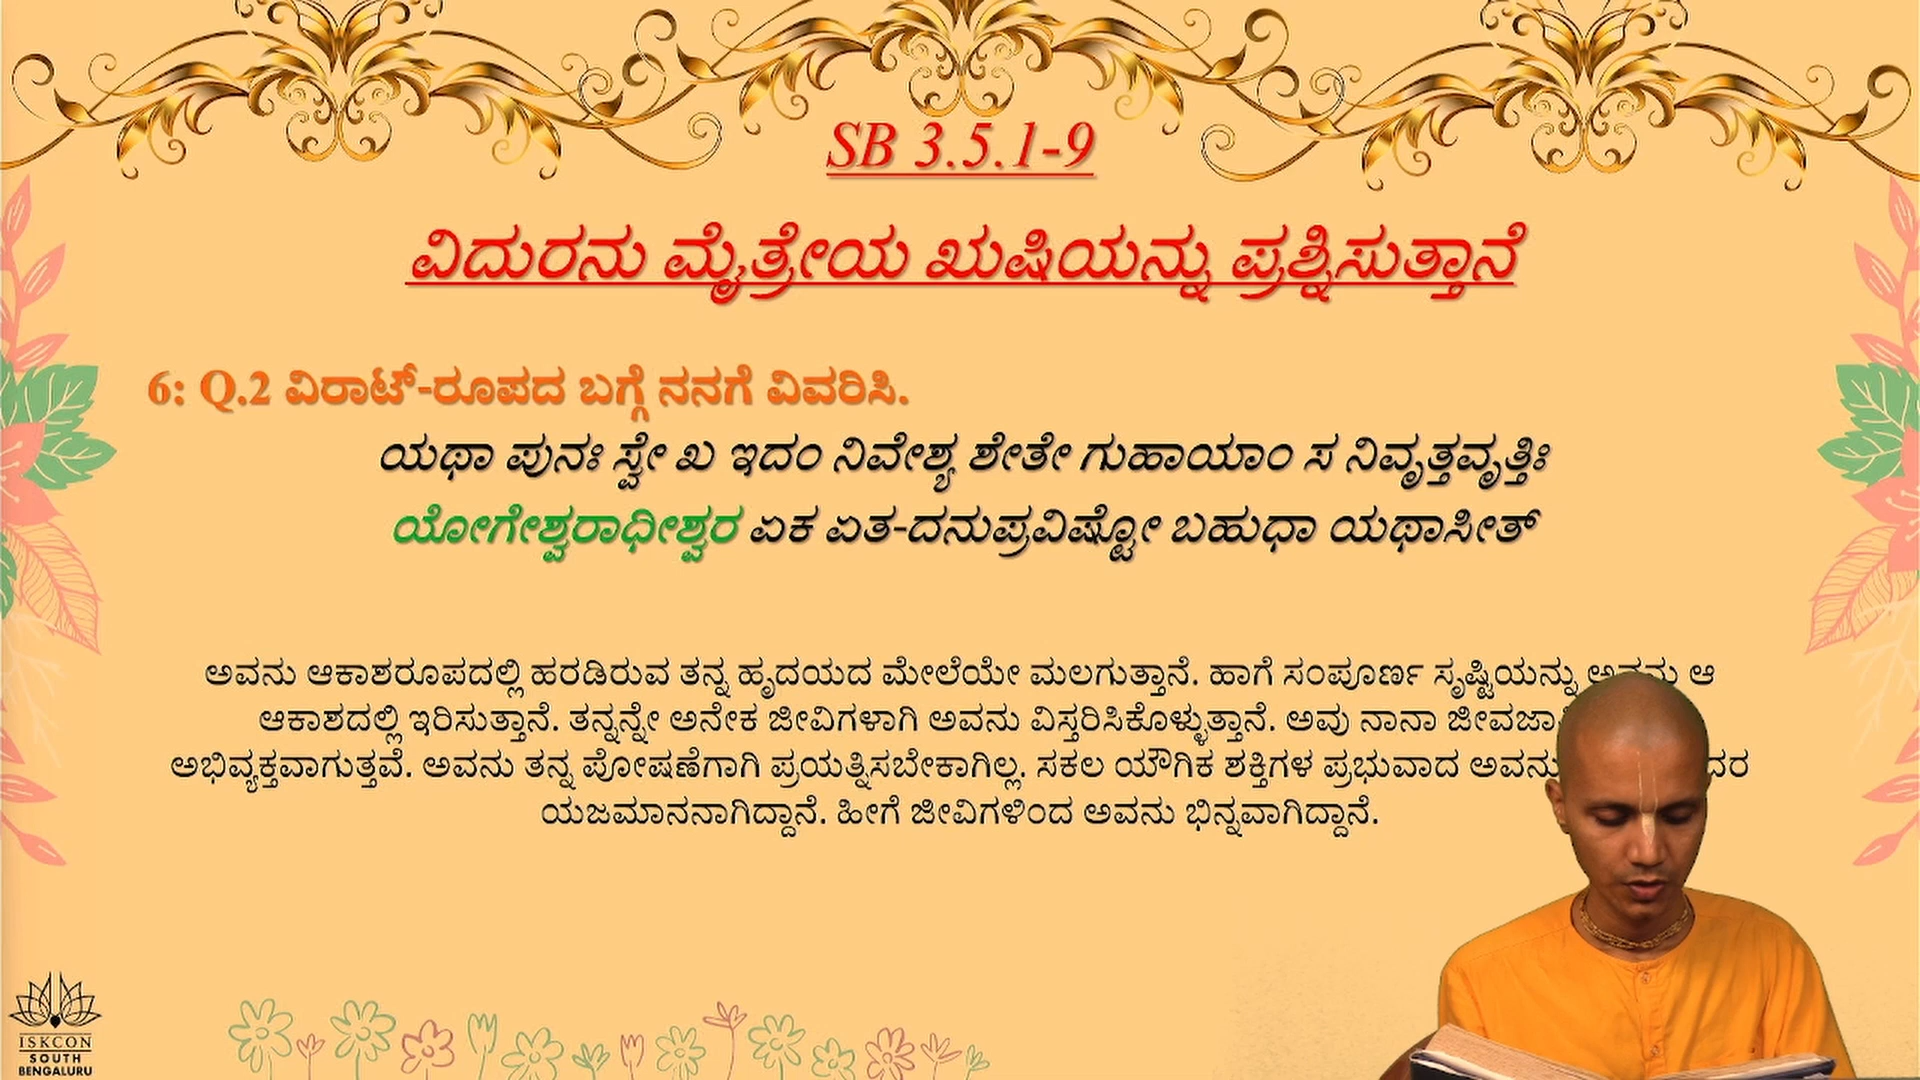 SB 3.5.1-9
ವಿದುರನು ಮೈತ್ರೇಯ ಋಷಿಯನ್ನು ಪ್ರಶ್ನಿಸುತ್ತಾನೆ
6: Q.2 ವಿರಾಟ್-ರೂಪದ ಬಗ್ಗೆ ನನಗೆ ವಿವರಿಸಿ.
ಯಥಾ ಪುನಃ ಸ್ವೇ ಖ ಇದಂ ನಿವೇಶ್ಯ ಶೇತೇ ಗುಹಾಯಾಂ ಸ ನಿವೃತ್ತವೃತ್ತಿಃ
ಯೋಗೇಶ್ವರಾಧೀಶ್ವರ ಏಕ ಏತ-ದನುಪ್ರವಿಷ್ಟೋ ಬಹುಧಾ ಯಥಾಸೀತ್
ಅವನು ಆಕಾಶರೂಪದಲ್ಲಿ ಹರಡಿರುವ ತನ್ನ ಹೃದಯದ ಮೇಲೆಯೇ ಮಲಗುತ್ತಾನೆ. ಹಾಗೆ ಸಂಪೂರ್ಣ ಸೃಷ್ಟಿಯನ್ನು ಅವನು ಆ
ಆಕಾಶದಲ್ಲಿ ಇರಿಸುತ್ತಾನೆ. ತನ್ನನ್ನೇ ಅನೇಕ ಜೀವಿಗಳಾಗಿ ಅವನು ವಿಸ್ತರಿಸಿಕೊಳ್ಳುತ್ತಾನೆ. ಅವು ನಾನಾ
ಅಭಿವ್ಯಕ್ತವಾಗುತ್ತವೆ. ಅವನು ತನ್ನ ಪೋಷಣೆಗಾಗಿ ಪ್ರಯತ್ನಿಸಬೇಕಾಗಿಲ್ಲ. ಸಕಲ ಯೌಗಿಕ ಶಕ್ತಿಗಳ ಪ್ರಭುವಾದ ಅವನು
ಯಜಮಾನನಾಗಿದ್ದಾನೆ. ಹೀಗೆ ಜೀವಿಗಳಿಂದ ಅವನು ಭಿನ್ನವಾಗಿದ್ದಾನೆ.
ISKCON
SOUTH
BENGALURU